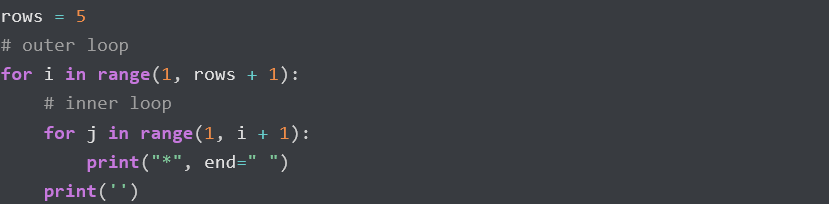 rows = 5
# outer loop
for i in range(1, rows + 1):
    # inner loop
    for j in range(1, i + 1):
        print("*", end=" ")
    print('')